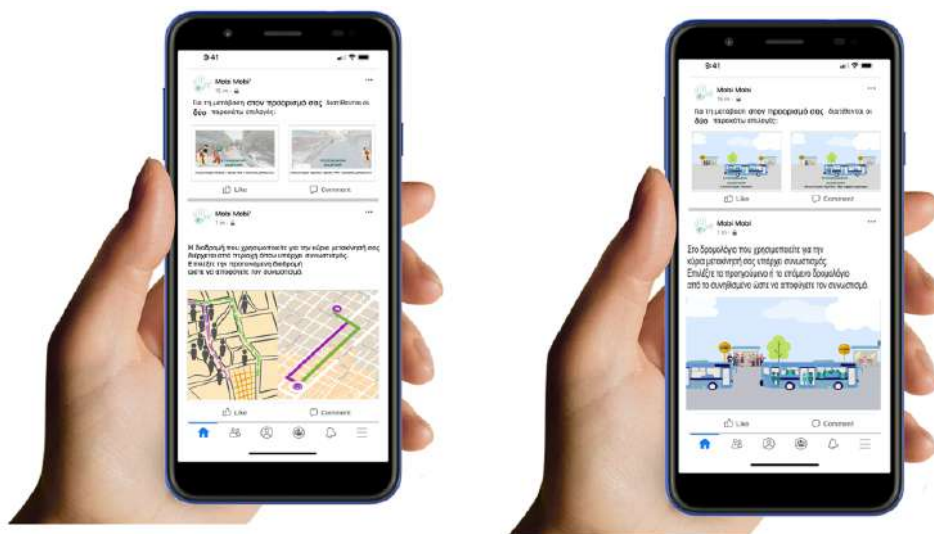 9:41
Mobi Mobi'
Για τη μετάβαση στον προορισμό σας διατίθενται οι
δύο παρακάτω επιλογές:
Like
Comment
Mobi Mobi'
Η διαδρομή που χρησιμοποιείτε για την κύρια μετακίνησή σας
διέρχεται από περιοχή όπου υπάρχει συνωστισμός.
Επιλέξτε την προτεινόμενη διαδρομή
ώστε να αποφύγετε τον συνωστισμό.
Like
Comment
9:41
Mobi Mobi
Για τη μετάβαση στον προορισμό σας διατίθενται οι
δύο παρακάτω επιλογές:
Like
Comment
Mobi Mobi
Στο δρομολόγιο που χρησιμοποιείτε για την
κύρια μετακίνησή σας υπάρχει συνωστισμός.
Επιλέξτε το προηγούμενο ή το επόμενο δρομολόγιο
από το συνηθισμένο ώστε να αποφύγετε τον συνωστισμό.
Like
Comment